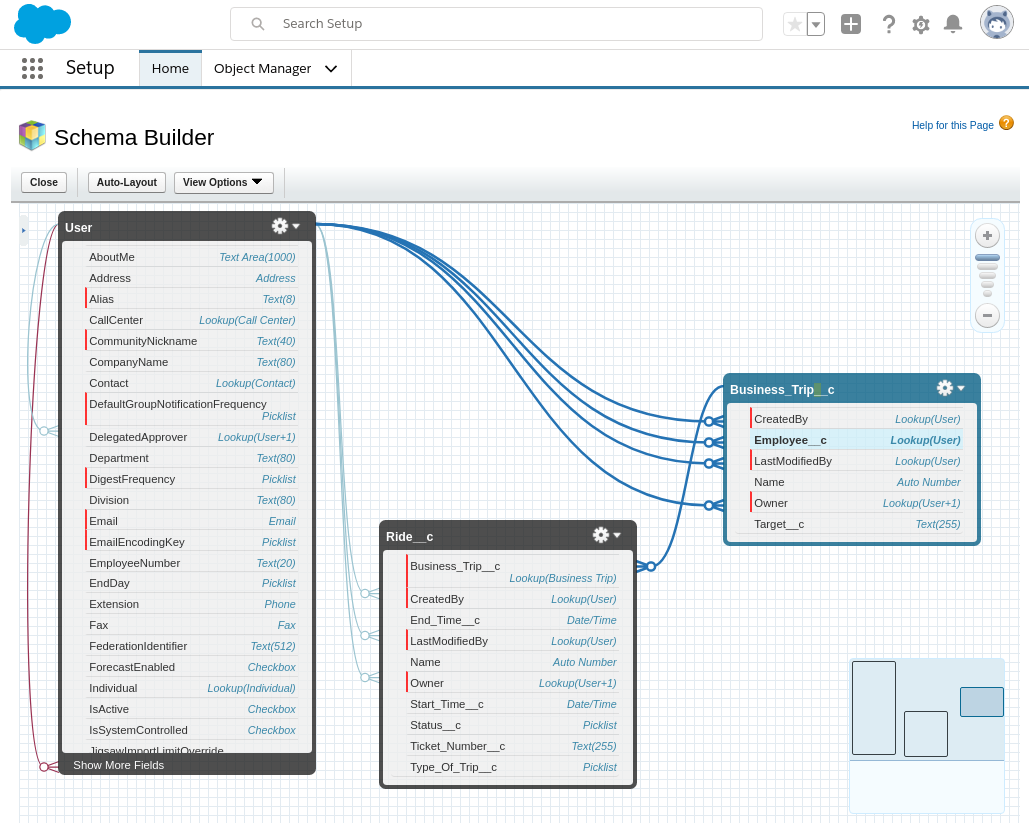 Search Setup
Setup
Home
Object Manager
Schema Builder
Help for this Page
?
Close
Auto-Layout
View Options
User
AboutMe Text Area(1000)
Address Address
Alias Text(8)
CallCenter Lookup(Call Center)
CommunityNickname Text(40)
CompanyName Text(80)
Contact Lookup(Contact)
DefaultGroupNotificationFrequency
Picklist
DelegatedApprover Lookup(User+1)
Department Text(80)
DigestFrequency Picklist
Division Text(80)
Email Email
EmailEncodingKey Picklist
EmployeeNumber Text(20)
EndDay Picklist
Extension Phone
Fax Fax
FederationIdentifier Text(512)
ForecastEnabled Checkbox
Individual Lookup(Individual)
IsActive Checkbox
IsSystemControlled Checkbox
JigsawImportLimitOverride
Show More Fields
Ride__c
Business_Trip__c
Lookup(Business Trip)
CreatedBy Lookup(User)
End_Time__c Date/Time
LastModifiedBy Lookup(User)
Name Auto Number
Owner Lookup(User+1)
Start_Time__c Date/Time
Status__c Picklist
Ticket_Number__c Text(255)
Type_Of_Trip__c Picklist
Business_Trip__c
CreatedBy Lookup(User)
Employee__c Lookup(User)
LastModifiedBy Lookup(User)
Name Auto Number
Owner Lookup(User+1)
Target__c Text(255)